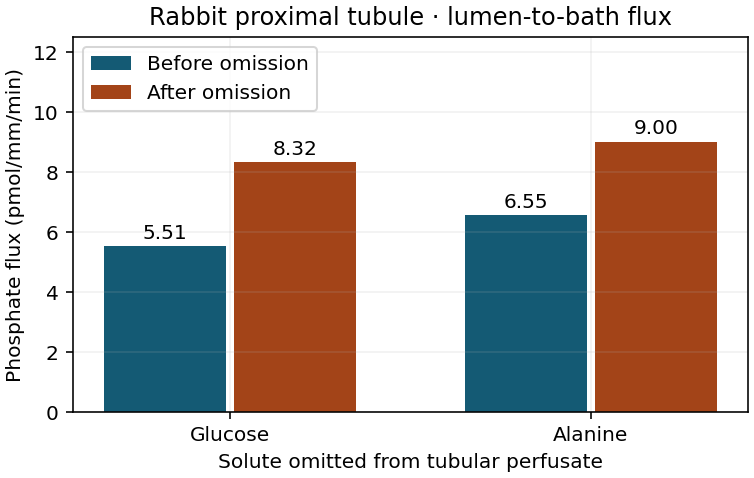 Rabbit proximal tubule · lumen-to-bath flux
Phosphate flux (pmol/mm/min)
12
10
8
6
4
2
0
Before omission
After omission
5.51
8.32
6.55
9.00
Glucose
Alanine
Solute omitted from tubular perfusate